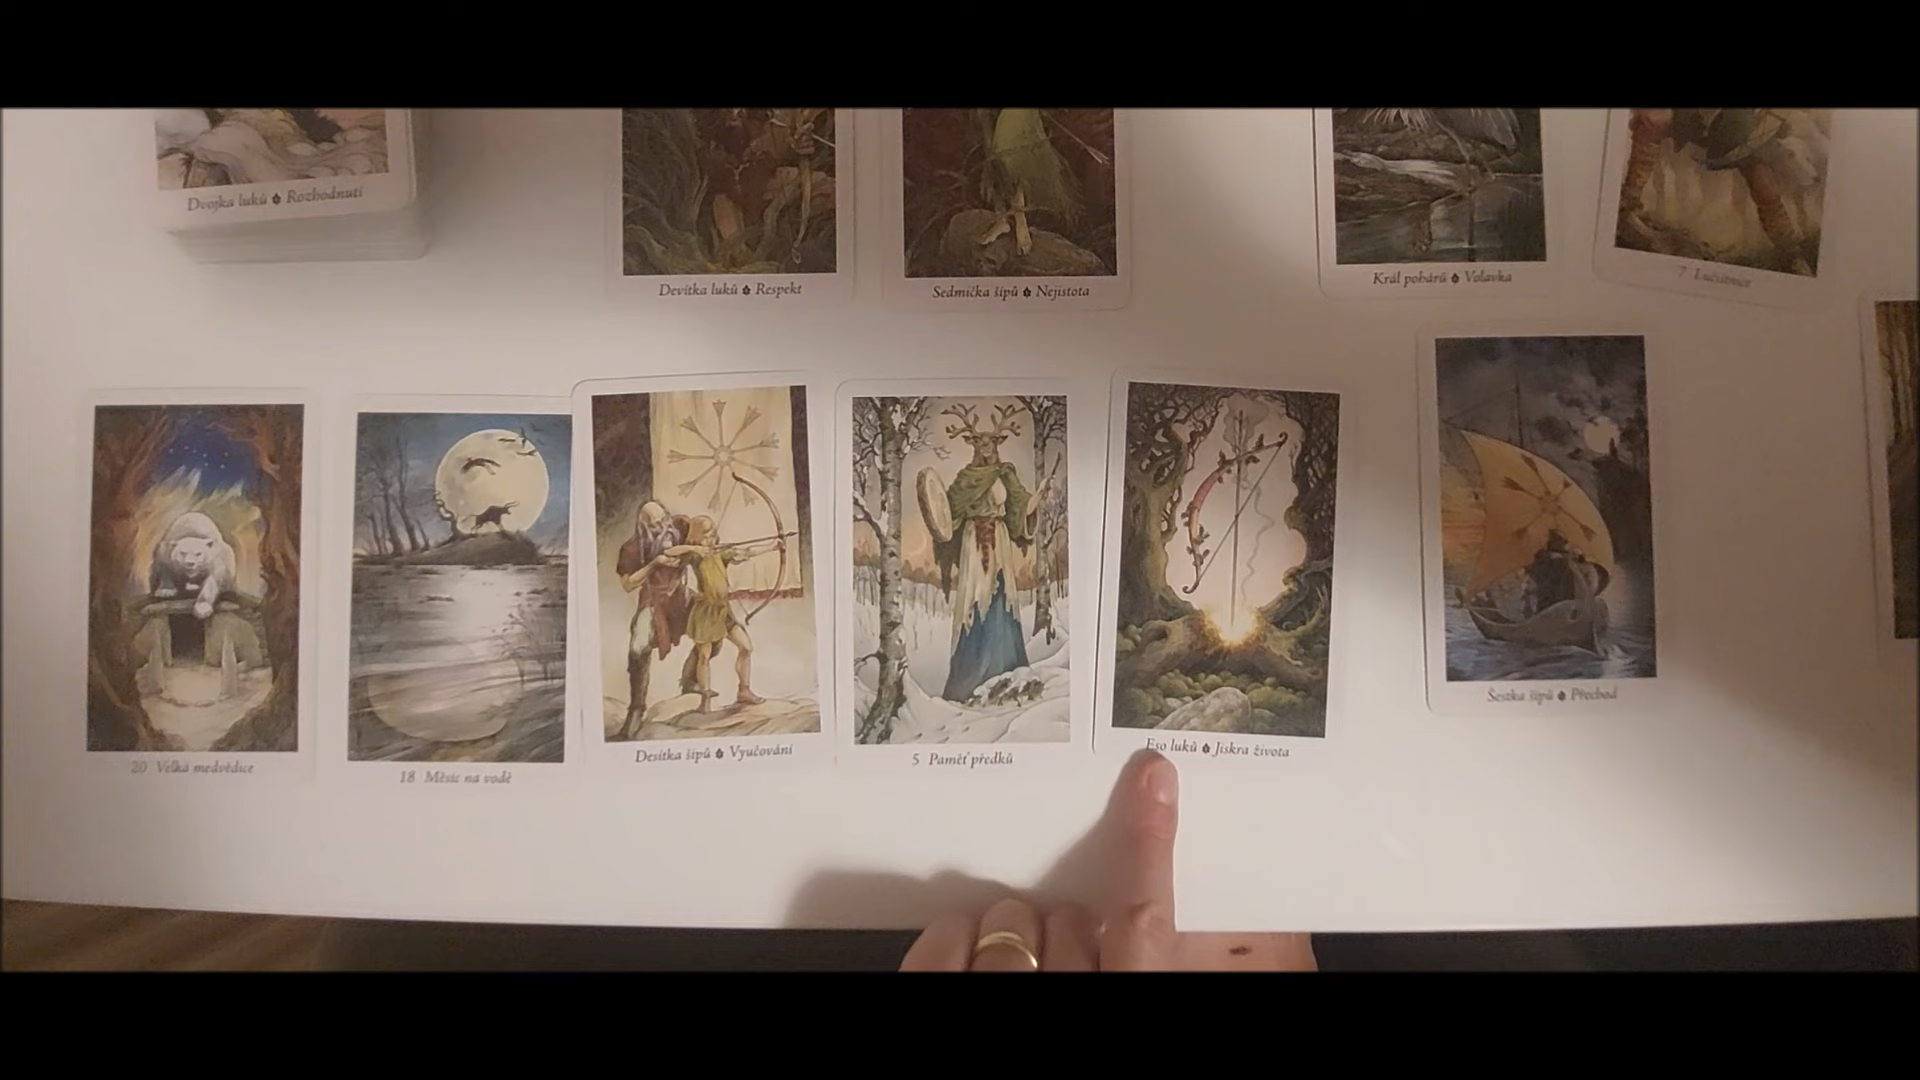 Dvojka luků Rozhodnutí
Devítka luků Respekt
Sedmička šípů Nejistota
Král pohárů Volavka
7 Lučištník
20 Velká medvědice
18 Měsíc na vodě
Desítka šípů Vyučování
5 Paměť předků
Eso luků Jiskra života
Šestka šípů Přechod